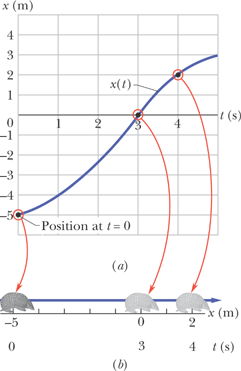 x (m)
4
3
2
x(t)
1
t (s)
0
1
2
3
4
–1
–2
–3
–4
–5
Position at t = 0
(a)
x (m)
–5
0
2
0
3
4
t (s)
(b)